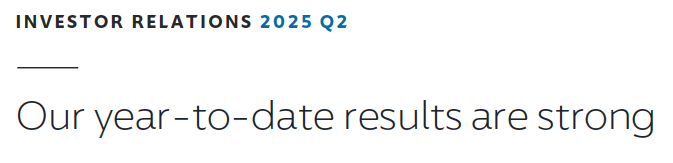 INVESTOR RELATIONS 2025 Q2
Our year-to-date results are strong